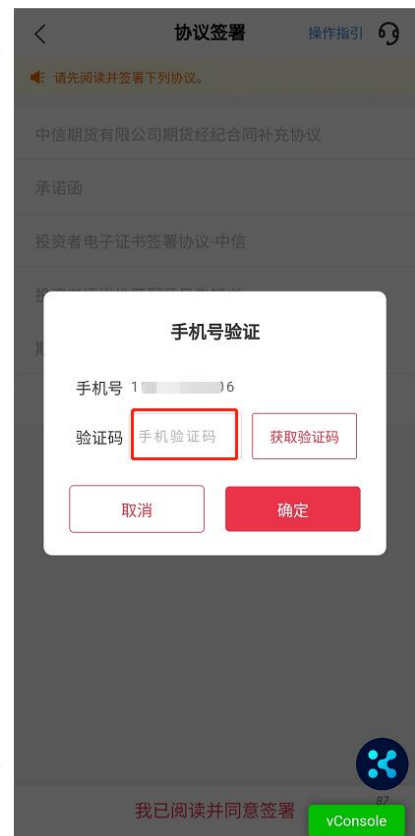 协议签署
操作指引
请先阅读并签署下列协议。
中信期货有限公司期货经纪合同补充协议
承诺函
投资者电子证书签署协议-中信
手机号验证
手机号 1 06
验证码 手机验证码 获取验证码
取消 确定
87
我已阅读并同意签署
vConsole